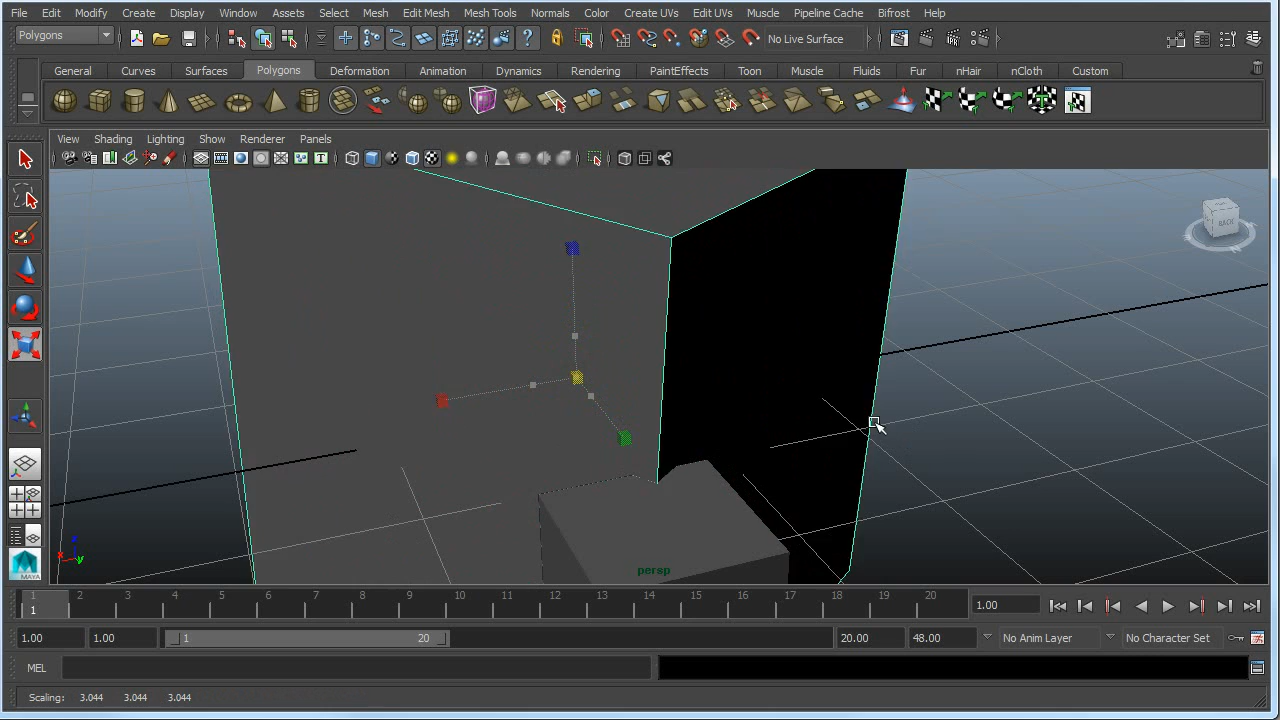 File Edit Modify Create Display Window Assets Select Mesh Edit Mesh Mesh Tools Normals Color Create UVs Edit UVs Muscle Pipeline Cache Bifrost Help
Polygons No Live Surface
General Curves Surfaces Polygons Deformation Animation Dynamics Rendering PaintEffects Toon Muscle Fluids Fur nHair nCloth Custom
View Shading Lighting Show Renderer Panels
BACK
persp
1 2 3 4 5 6 7 8 9 10 11 12 13 14 15 16 17 18 19 20
1 1.00
1.00 1.00 1 20 20.00 48.00 No Anim Layer No Character Set
MEL
Scaling: 3.044 3.044 3.044